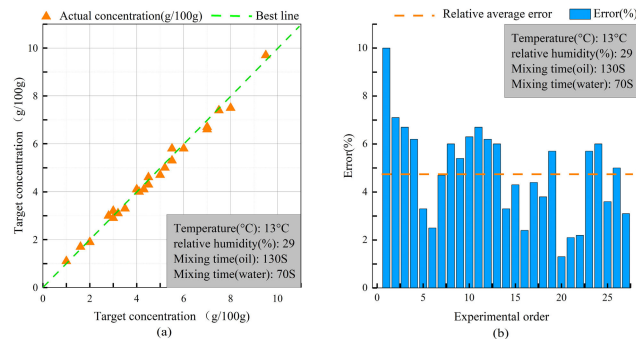 Actual concentration(g/100g)
Best line
10
8
6
4
2
0
Target concentration （g/100g）
Temperature(°C): 13°C
relative humidity(%): 29
Mixing time(oil): 130S
Mixing time(water): 70S
0
2
4
6
8
10
Target concentration （g/100g）
(a)
Relative average error
Error(%)
10
8
6
4
2
0
Error(%)
Temperature(°C): 13°C
relative humidity(%): 29
Mixing time(oil): 130S
Mixing time(water): 70S
0
5
10
15
20
25
Experimental order
(b)